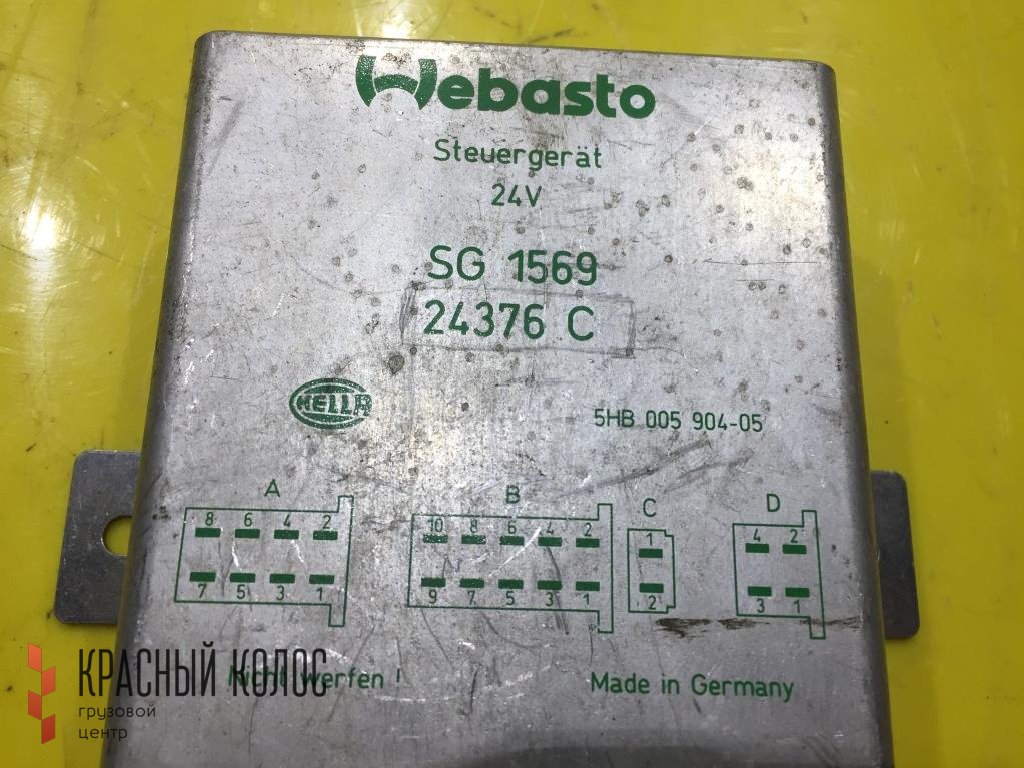 Webasto
Steuergerät
24V
SG 1569
24376 C
HELLA
5HB 005 904-05
A B C D
8 6 4 2
7 5 3 1
10 8 6 4 2
9 7 5 3 1
1
2
4 2
3 1
Nicht werfen !
Made in Germany
КРАСНЫЙ КОЛОС
грузовой
центр